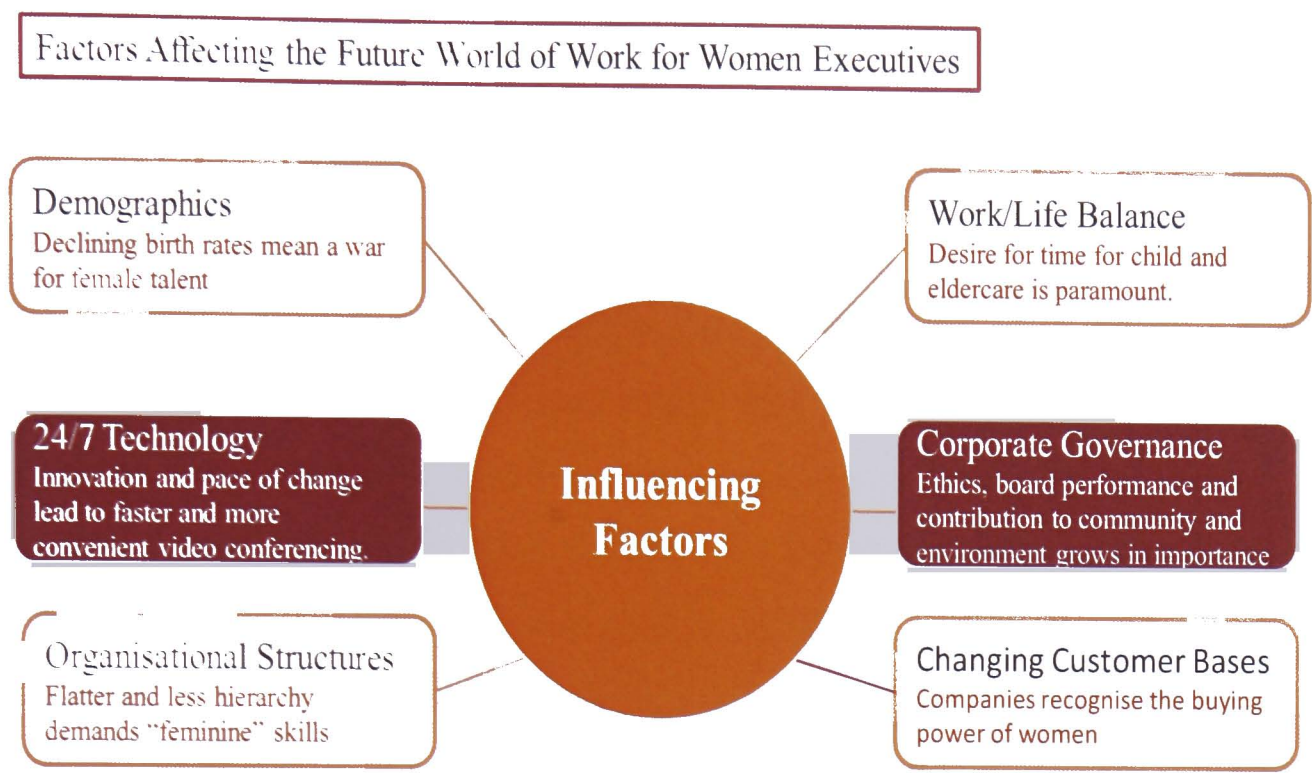 Factors Affecting the Future World of Work for Women Executives
Demographics
Declining birth rates mean a war
for female talent
Work/Life Balance
Desire for time for child and
eldercare is paramount.
24/7 Technology
Innovation and pace of change
lead to faster and more
convenient video conferencing.
Influencing
Factors
Corporate Governance
Ethics, board performance and
contribution to community and
environment grows in importance
Organisational Structures
Flatter and less hierarchy
demands “feminine” skills
Changing Customer Bases
Companies recognise the buying
power of women